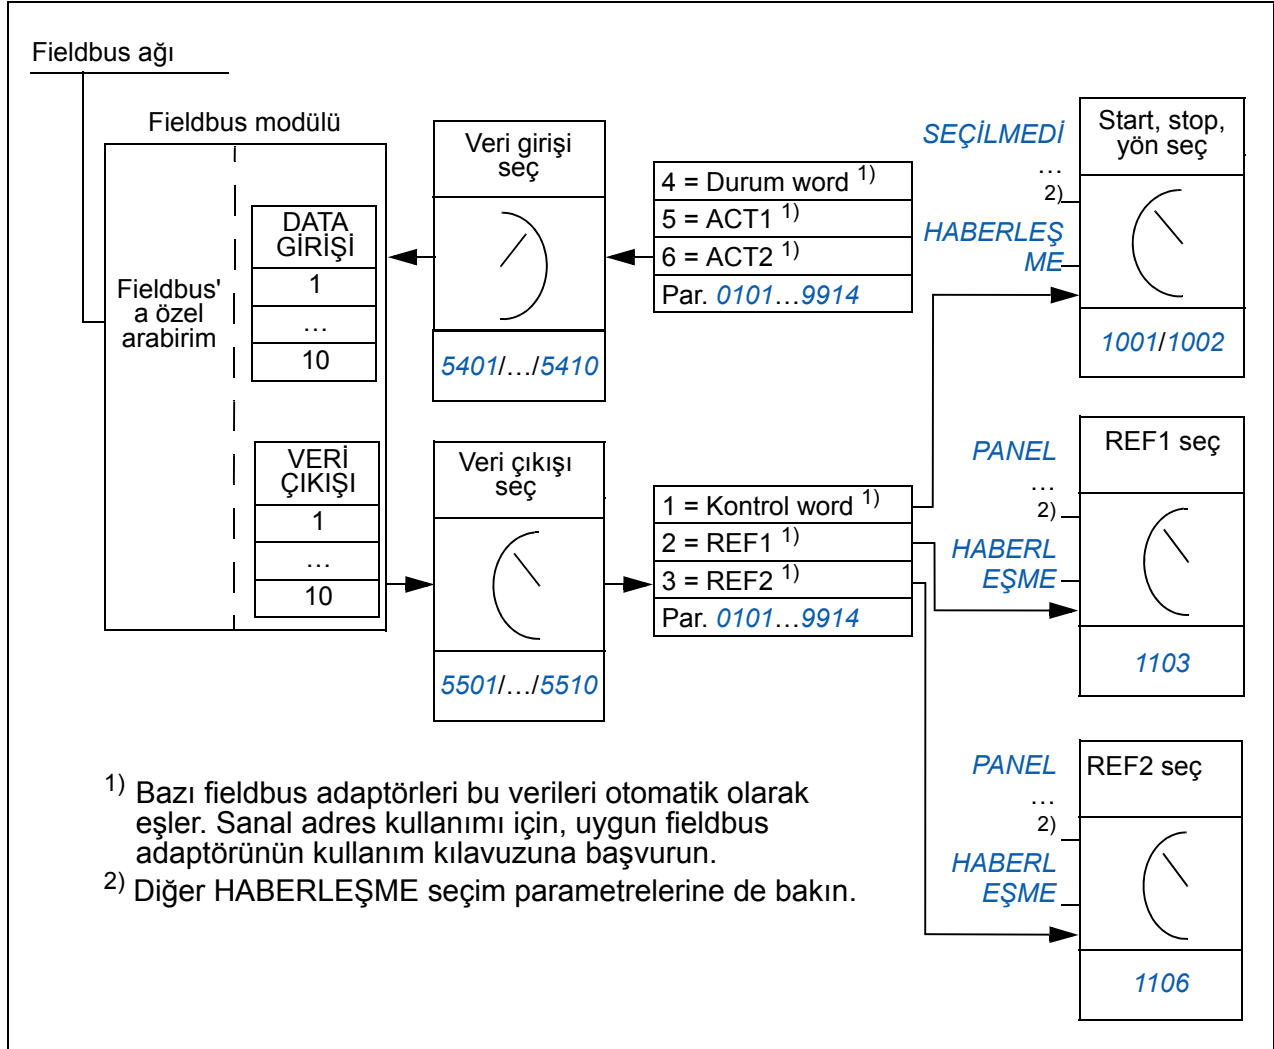 Fieldbus ağı
Fieldbus modülü
Fieldbus'
a özel
arabirim
DATA
GİRİŞİ
1
…
10
VERİ
ÇIKIŞI
1
…
10
Veri girişi
seç
5401/…/5410
Veri çıkışı
seç
5501/…/5510
4 = Durum word 1)
5 = ACT1 1)
6 = ACT2 1)
Par. 0101…9914
1 = Kontrol word 1)
2 = REF1 1)
3 = REF2 1)
Par. 0101…9914
SEÇİLMEDİ
…
2)
HABERLEŞ
ME
Start, stop,
yön seç
1001/1002
PANEL
…
2)
HABERL
EŞME
REF1 seç
1103
PANEL
…
2)
HABERL
EŞME
REF2 seç
1106
1) Bazı fieldbus adaptörleri bu verileri otomatik olarak
eşler. Sanal adres kullanımı için, uygun fieldbus
adaptörünün kullanım kılavuzuna başvurun.
2) Diğer HABERLEŞME seçim parametrelerine de bakın.